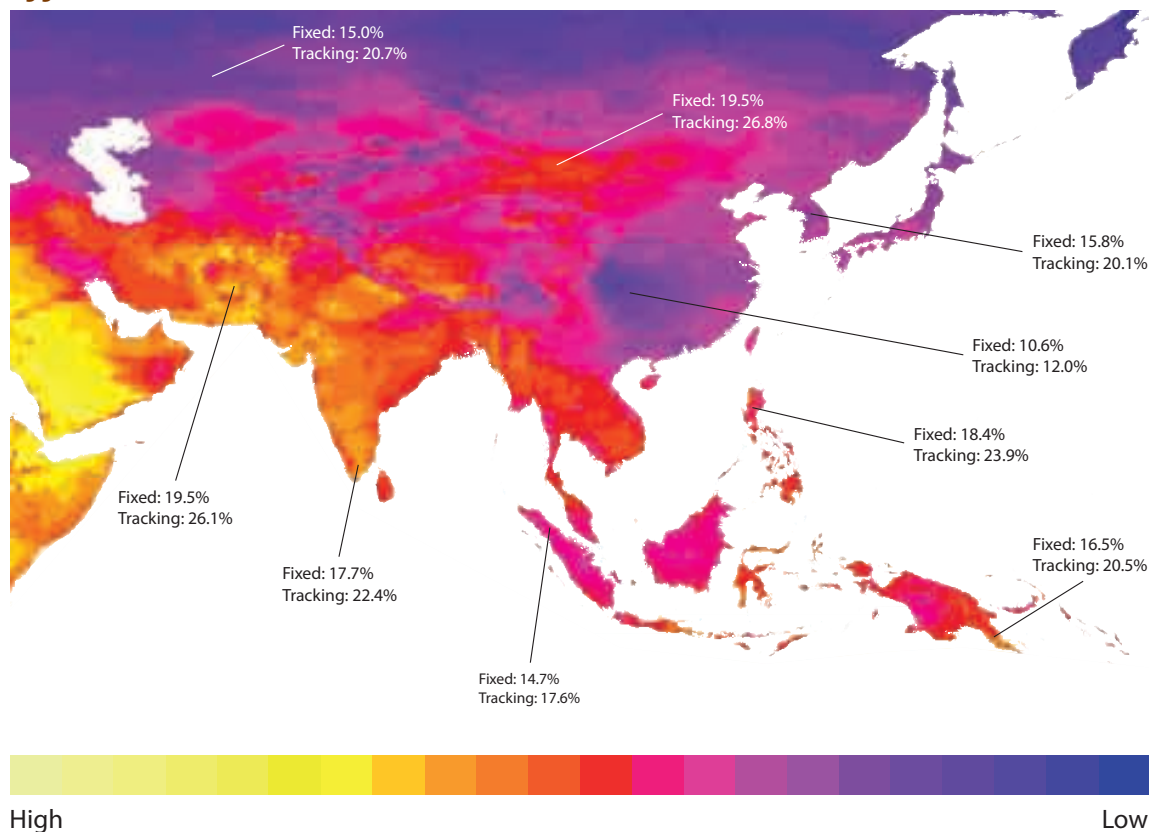 Fixed: 15.0%
Tracking: 20.7%
Fixed: 19.5%
Tracking: 26.8%
Fixed: 15.8%
Tracking: 20.1%
Fixed: 10.6%
Tracking: 12.0%
Fixed: 18.4%
Tracking: 23.9%
Fixed: 19.5%
Tracking: 26.1%
Fixed: 16.5%
Tracking: 20.5%
Fixed: 17.7%
Tracking: 22.4%
Fixed: 14.7%
Tracking: 17.6%
High
Low